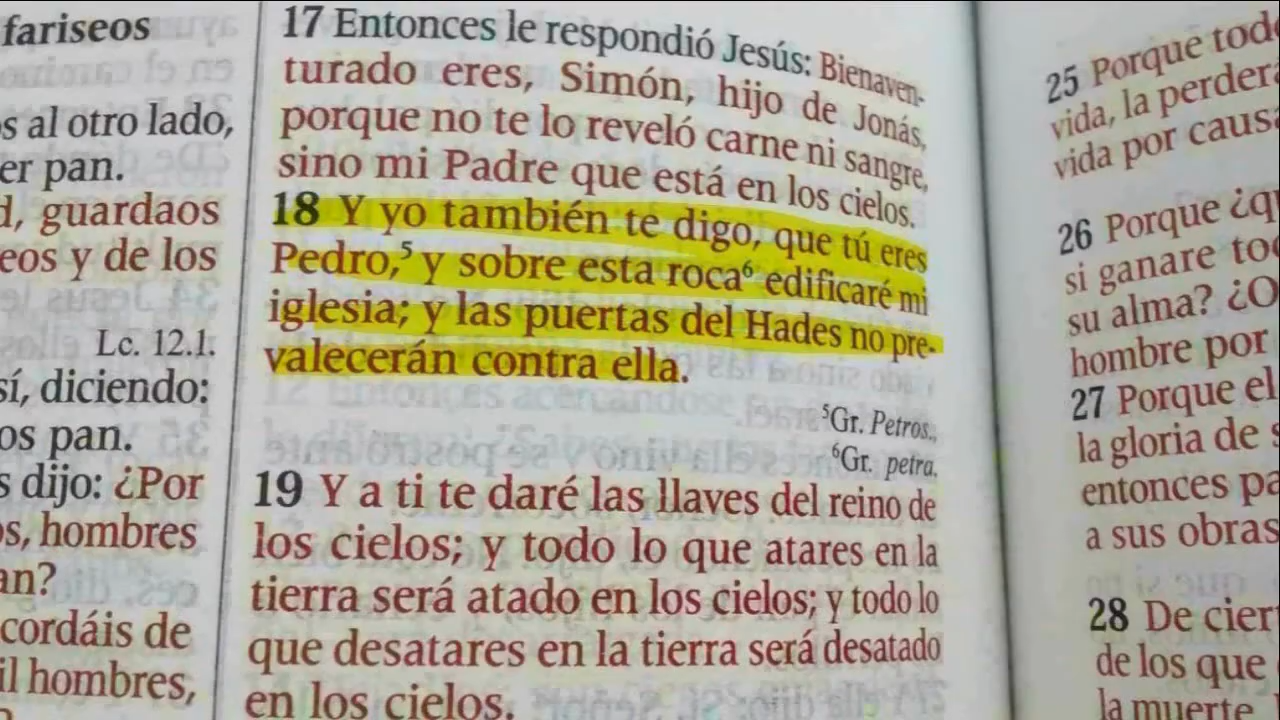 fariseos
s al otro lado,
er pan.
d, guardaos
eos y de los
Lc. 12.1.
sí, diciendo:
os pan.
s dijo: ¿Por
os, hombres
an?
cordáis de
il hombres,
17 Entonces le respondió Jesús: Bienaven-
turado eres, Simón, hijo de Jonás,
porque no te lo reveló carne ni sangre,
sino mi Padre que está en los cielos.
18 Y yo también te digo, que tú eres
Pedro,⁵ y sobre esta roca⁶ edificaré mi
iglesia; y las puertas del Hades no pre-
valecerán contra ella.
⁵Gr. Petros.
⁶Gr. petra.
19 Y a ti te daré las llaves del reino de
los cielos; y todo lo que atares en la
tierra será atado en los cielos; y todo lo
que desatares en la tierra será desatado
en los cielos.
25 Porque tod
vida, la perder
vida por causa
26 Porque ¿q
si ganare to
su alma? ¿O
hombre por
27 Porque el
la gloria de s
entonces pa
a sus obras
28 De cier
de los que
la muerte